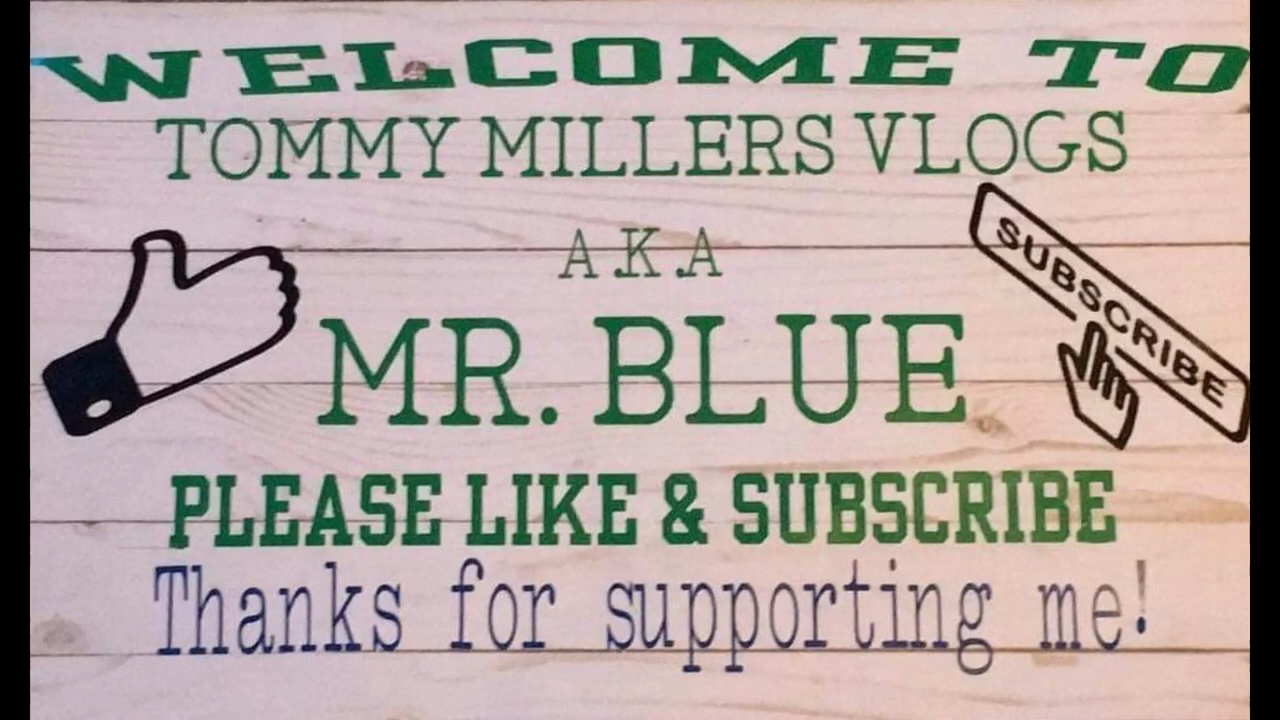 WELCOME TO
TOMMY MILLERS VLOGS
A.K.A
MR. BLUE
SUBSCRIBE
PLEASE LIKE & SUBSCRIBE
Thanks for supporting me!